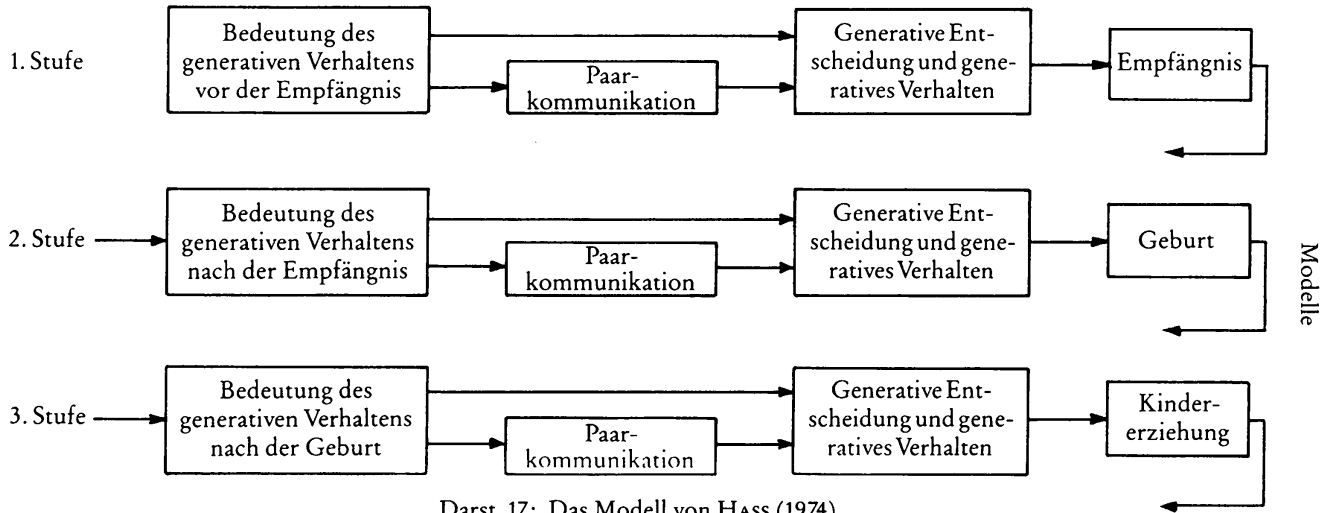 1. Stufe
Bedeutung des
generativen Verhaltens
vor der Empfängnis
Paar-
kommunikation
Generative Ent-
scheidung und gene-
ratives Verhalten
Empfängnis
2. Stufe
Bedeutung des
generativen Verhaltens
nach der Empfängnis
Paar-
kommunikation
Generative Ent-
scheidung und gene-
ratives Verhalten
Geburt
3. Stufe
Bedeutung des
generativen Verhaltens
nach der Geburt
Paar-
kommunikation
Generative Ent-
scheidung und gene-
ratives Verhalten
Kinder-
erziehung
Modelle
Darst. 17: Das Modell von HASS (1974)